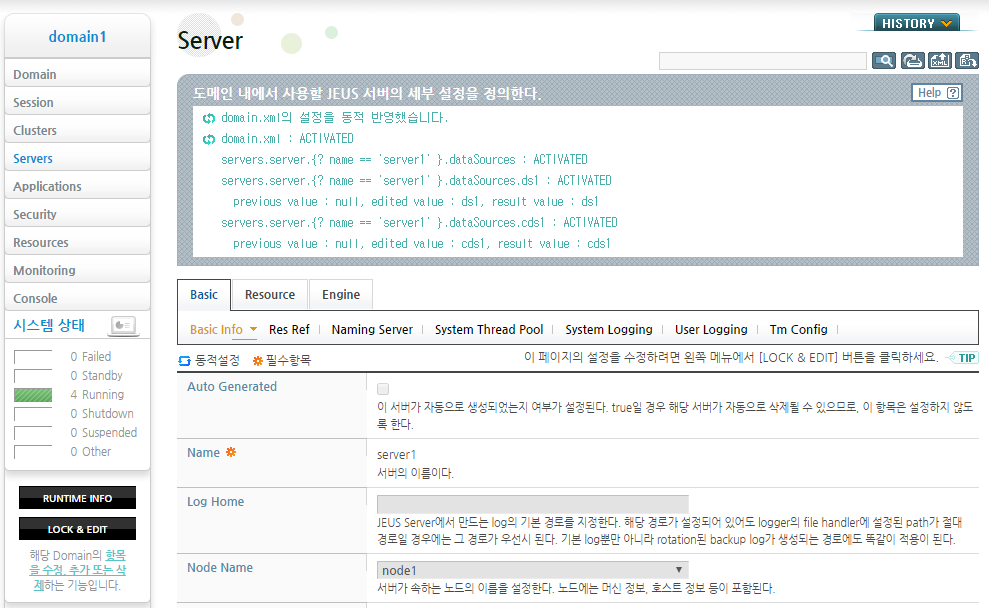 domain1
Domain
Session
Clusters
Servers
Applications
Security
Resources
Monitoring
Console
시스템 상태
0 Failed
0 Standby
4 Running
0 Shutdown
0 Suspended
0 Other
RUNTIME INFO
LOCK & EDIT
해당 Domain의 항목
을 수정, 추가 또는 삭
제하는 기능입니다.
Server
HISTORY
도메인 내에서 사용할 JEUS 서버의 세부 설정을 정의한다.
Help ?
domain.xml의 설정을 동적 반영했습니다.
domain.xml : ACTIVATED
servers.server.{? name == 'server1' }.dataSources : ACTIVATED
servers.server.{? name == 'server1' }.dataSources.ds1 : ACTIVATED
previous value : null, edited value : ds1, result value : ds1
servers.server.{? name == 'server1' }.dataSources.cds1 : ACTIVATED
previous value : null, edited value : cds1, result value : cds1
Basic Resource Engine
Basic Info Res Ref Naming Server System Thread Pool System Logging User Logging Tm Config
동적설정 필수항목 이 페이지의 설정을 수정하려면 왼쪽 메뉴에서 [LOCK & EDIT] 버튼을 클릭하세요. TIP
Auto Generated
이 서버가 자동으로 생성되었는지 여부가 설정된다. true일 경우 해당 서버가 자동으로 삭제될 수 있으므로, 이 항목은 설정하지 않도
록 한다.
Name server1
서버의 이름이다.
Log Home
JEUS Server에서 만드는 log의 기본 경로를 지정한다. 해당 경로가 설정되어 있어도 logger의 file handler에 설정된 path가 절대
경로일 경우에는 그 경로가 우선시 된다. 기본 log뿐만 아니라 rotation된 backup log가 생성되는 경로에도 똑같이 적용이 된다.
Node Name node1
서버가 속하는 노드의 이름을 설정한다. 노드에는 머신 정보, 호스트 정보 등이 포함된다.